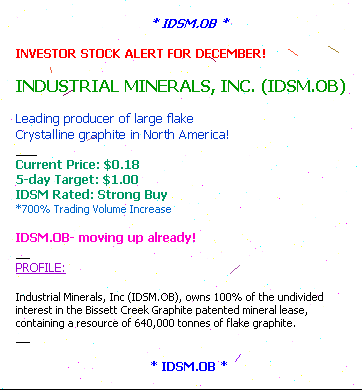 * IDSM.OB *
INVESTOR STOCK ALERT FOR DECEMBER!
INDUSTRIAL MINERALS, INC. (IDSM.OB)
Leading producer of large flake
Crystalline graphite in North America!
Current Price: $0.18
5-day Target: $1.00
IDSM Rated: Strong Buy
*700% Trading Volume Increase
IDSM.OB- moving up already!
PROFILE:
Industrial Minerals, Inc (IDSM.OB), owns 100% of the undivided
interest in the Bissett Creek Graphite patented mineral lease,
containing a resource of 640,000 tonnes of flake graphite.
* IDSM.OB *